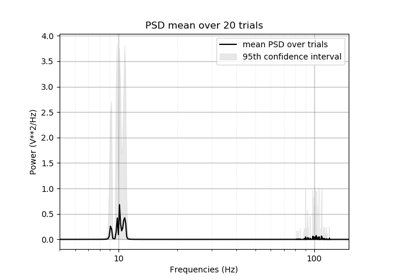 PSD mean over 20 trials
mean PSD over trials
95th confidence interval
4.0
3.5
3.0
2.5
2.0
1.5
1.0
0.5
0.0
Power (V**2/Hz)
10
100
Frequencies (Hz)